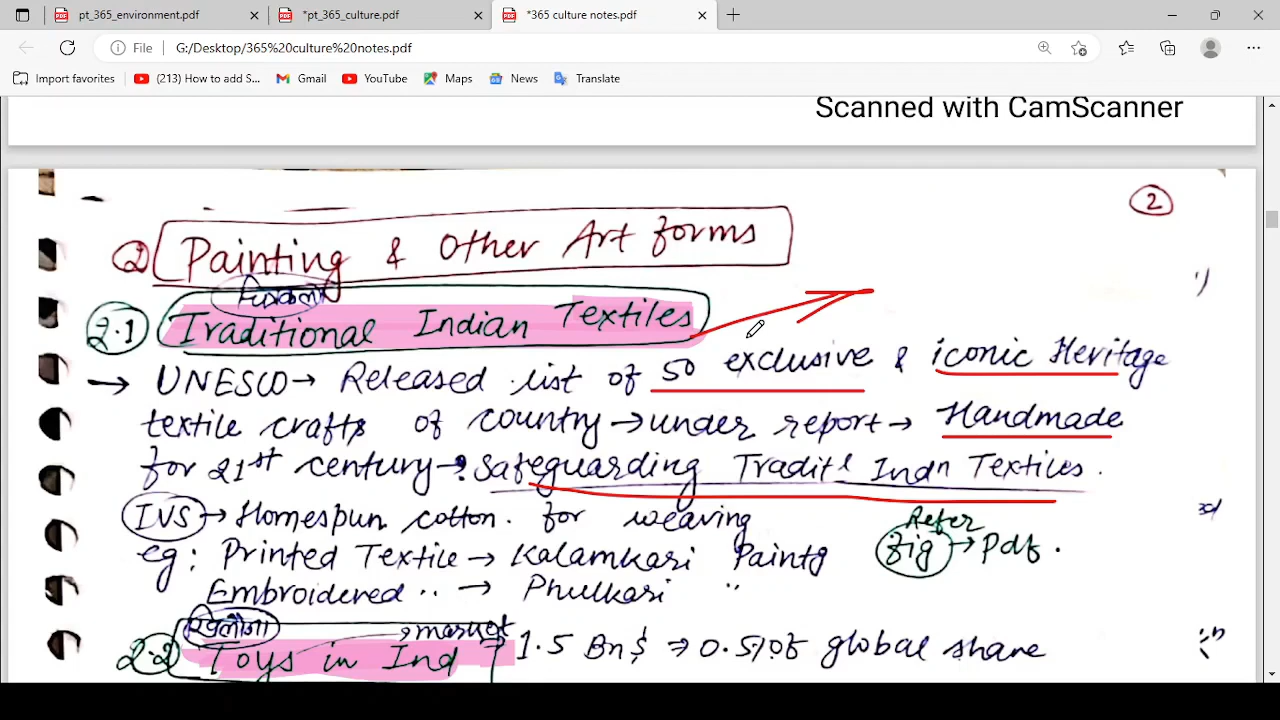 pt_365_environment.pdf
*pt_365_culture.pdf
*365 culture notes.pdf
File
G:/Desktop/365%20culture%20notes.pdf
Import favorites
(213) How to add S...
Gmail
YouTube
Maps
News
Translate
Scanned with CamScanner
2
② Painting & Other Art forms
2.1 Traditional Indian Textiles
→ UNESCO → Released list of 50 exclusive & iconic Heritage
textile crafts of country → under report → Handmade
for 21st century → Safeguarding Traditl Indn Textiles.
IVS → Homespun cotton. for weaving
Refer
eg: Printed Textile → Kalamkari Paintg
fig → Pdf.
Embroidered ,, → Phulkari ,,
खिलौना
→ market
2.2 Toys in Ind
1.5 Bn $ → 0.5% of global share